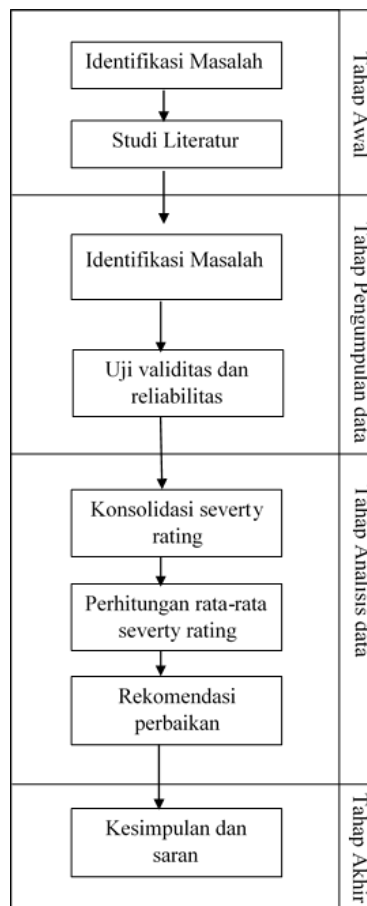 Identifikasi Masalah
Studi Literatur
Tahap Awal
Identifikasi Masalah
Uji validitas dan
reliabilitas
Tahap Pengumpulan data
Konsolidasi severty
rating
Perhitungan rata-rata
severty rating
Rekomendasi
perbaikan
Tahap Analisis data
Kesimpulan dan
saran
Tahap Akhir